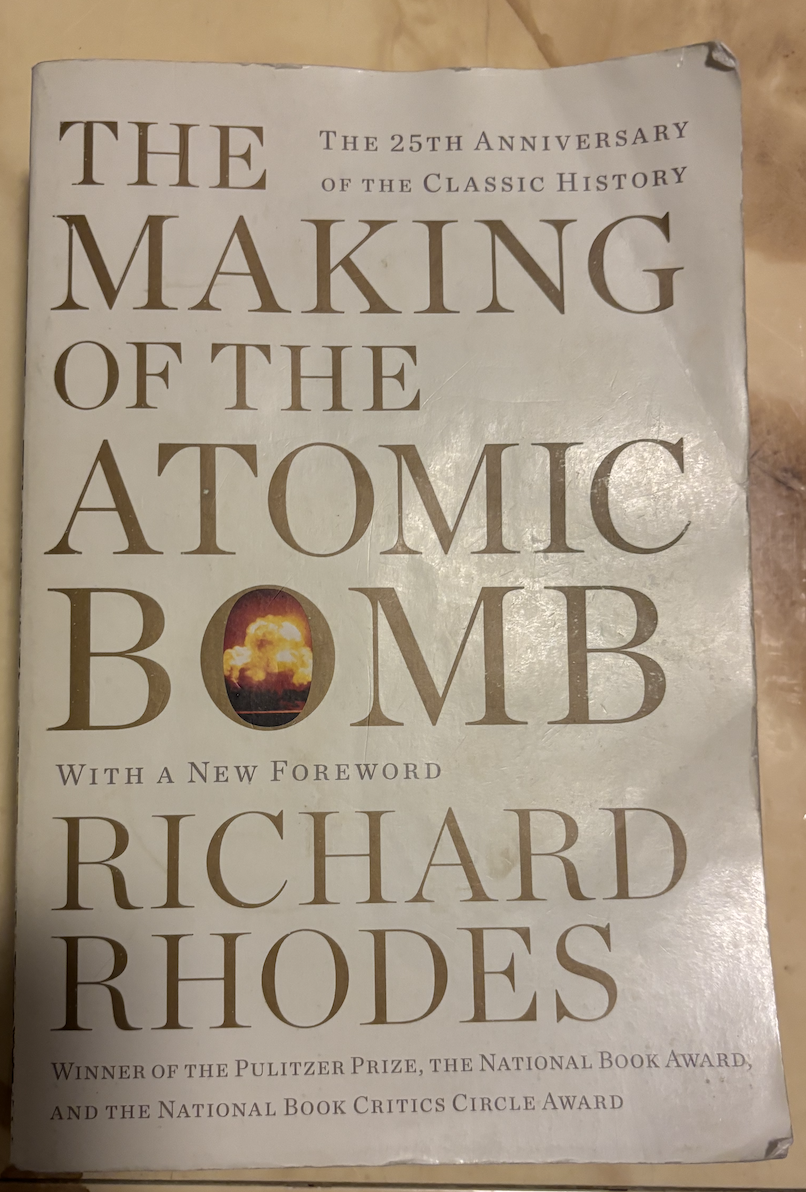 THE
THE 25TH ANNIVERSARY
OF THE CLASSIC HISTORY
MAKING
OF THE
ATOMIC
BOMB
WITH A NEW FOREWORD
RICHARD
RHODES
WINNER OF THE PULITZER PRIZE, THE NATIONAL BOOK AWARD,
AND THE NATIONAL BOOK CRITICS CIRCLE AWARD